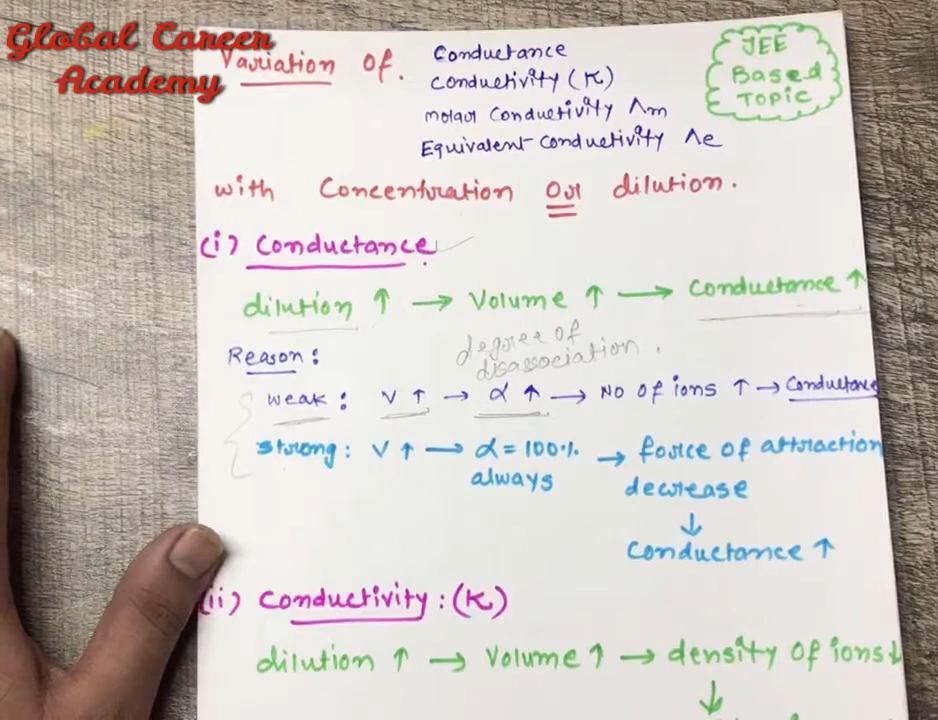 Global Career
Academy
Variation of. Conductance
Conductivity (K)
molar Conductivity Λm
Equivalent Conductivity Λe
JEE
Based
TOPIC
with Concentration Or dilution.
(i) Conductance
dilution ↑ → Volume ↑ → Conductance ↑
Reason:
degree of
disassociation.
weak: V ↑ → α ↑ → No of ions ↑ → Conductance
Strong: V ↑ → α = 100% → force of attraction
always decrease
↓
Conductance ↑
(ii) Conductivity: (K)
dilution ↑ → Volume ↑ → density of ions ↓
↓